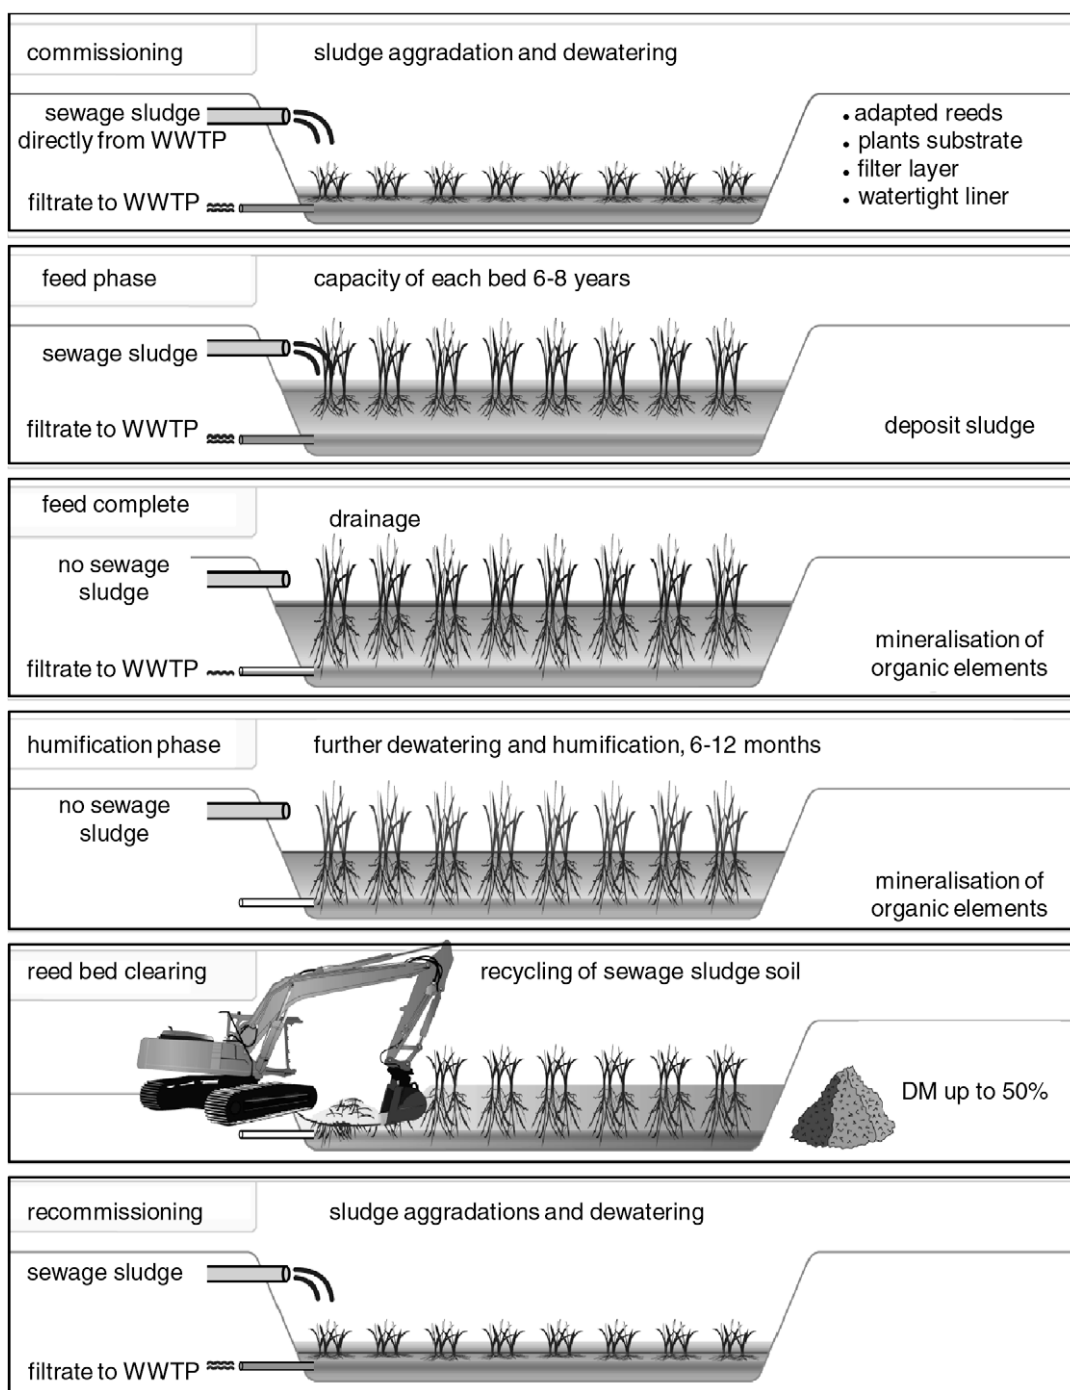 commissioning
sludge aggradation and dewatering
sewage sludge
directly from WWTP
filtrate to WWTP
• adapted reeds
• plants substrate
• filter layer
• watertight liner
feed phase
capacity of each bed 6-8 years
sewage sludge
filtrate to WWTP
deposit sludge
feed complete
drainage
no sewage
sludge
filtrate to WWTP
mineralisation of
organic elements
humification phase
further dewatering and humification, 6-12 months
no sewage
sludge
mineralisation of
organic elements
reed bed clearing
recycling of sewage sludge soil
DM up to 50%
recommissioning
sludge aggradations and dewatering
sewage sludge
filtrate to WWTP